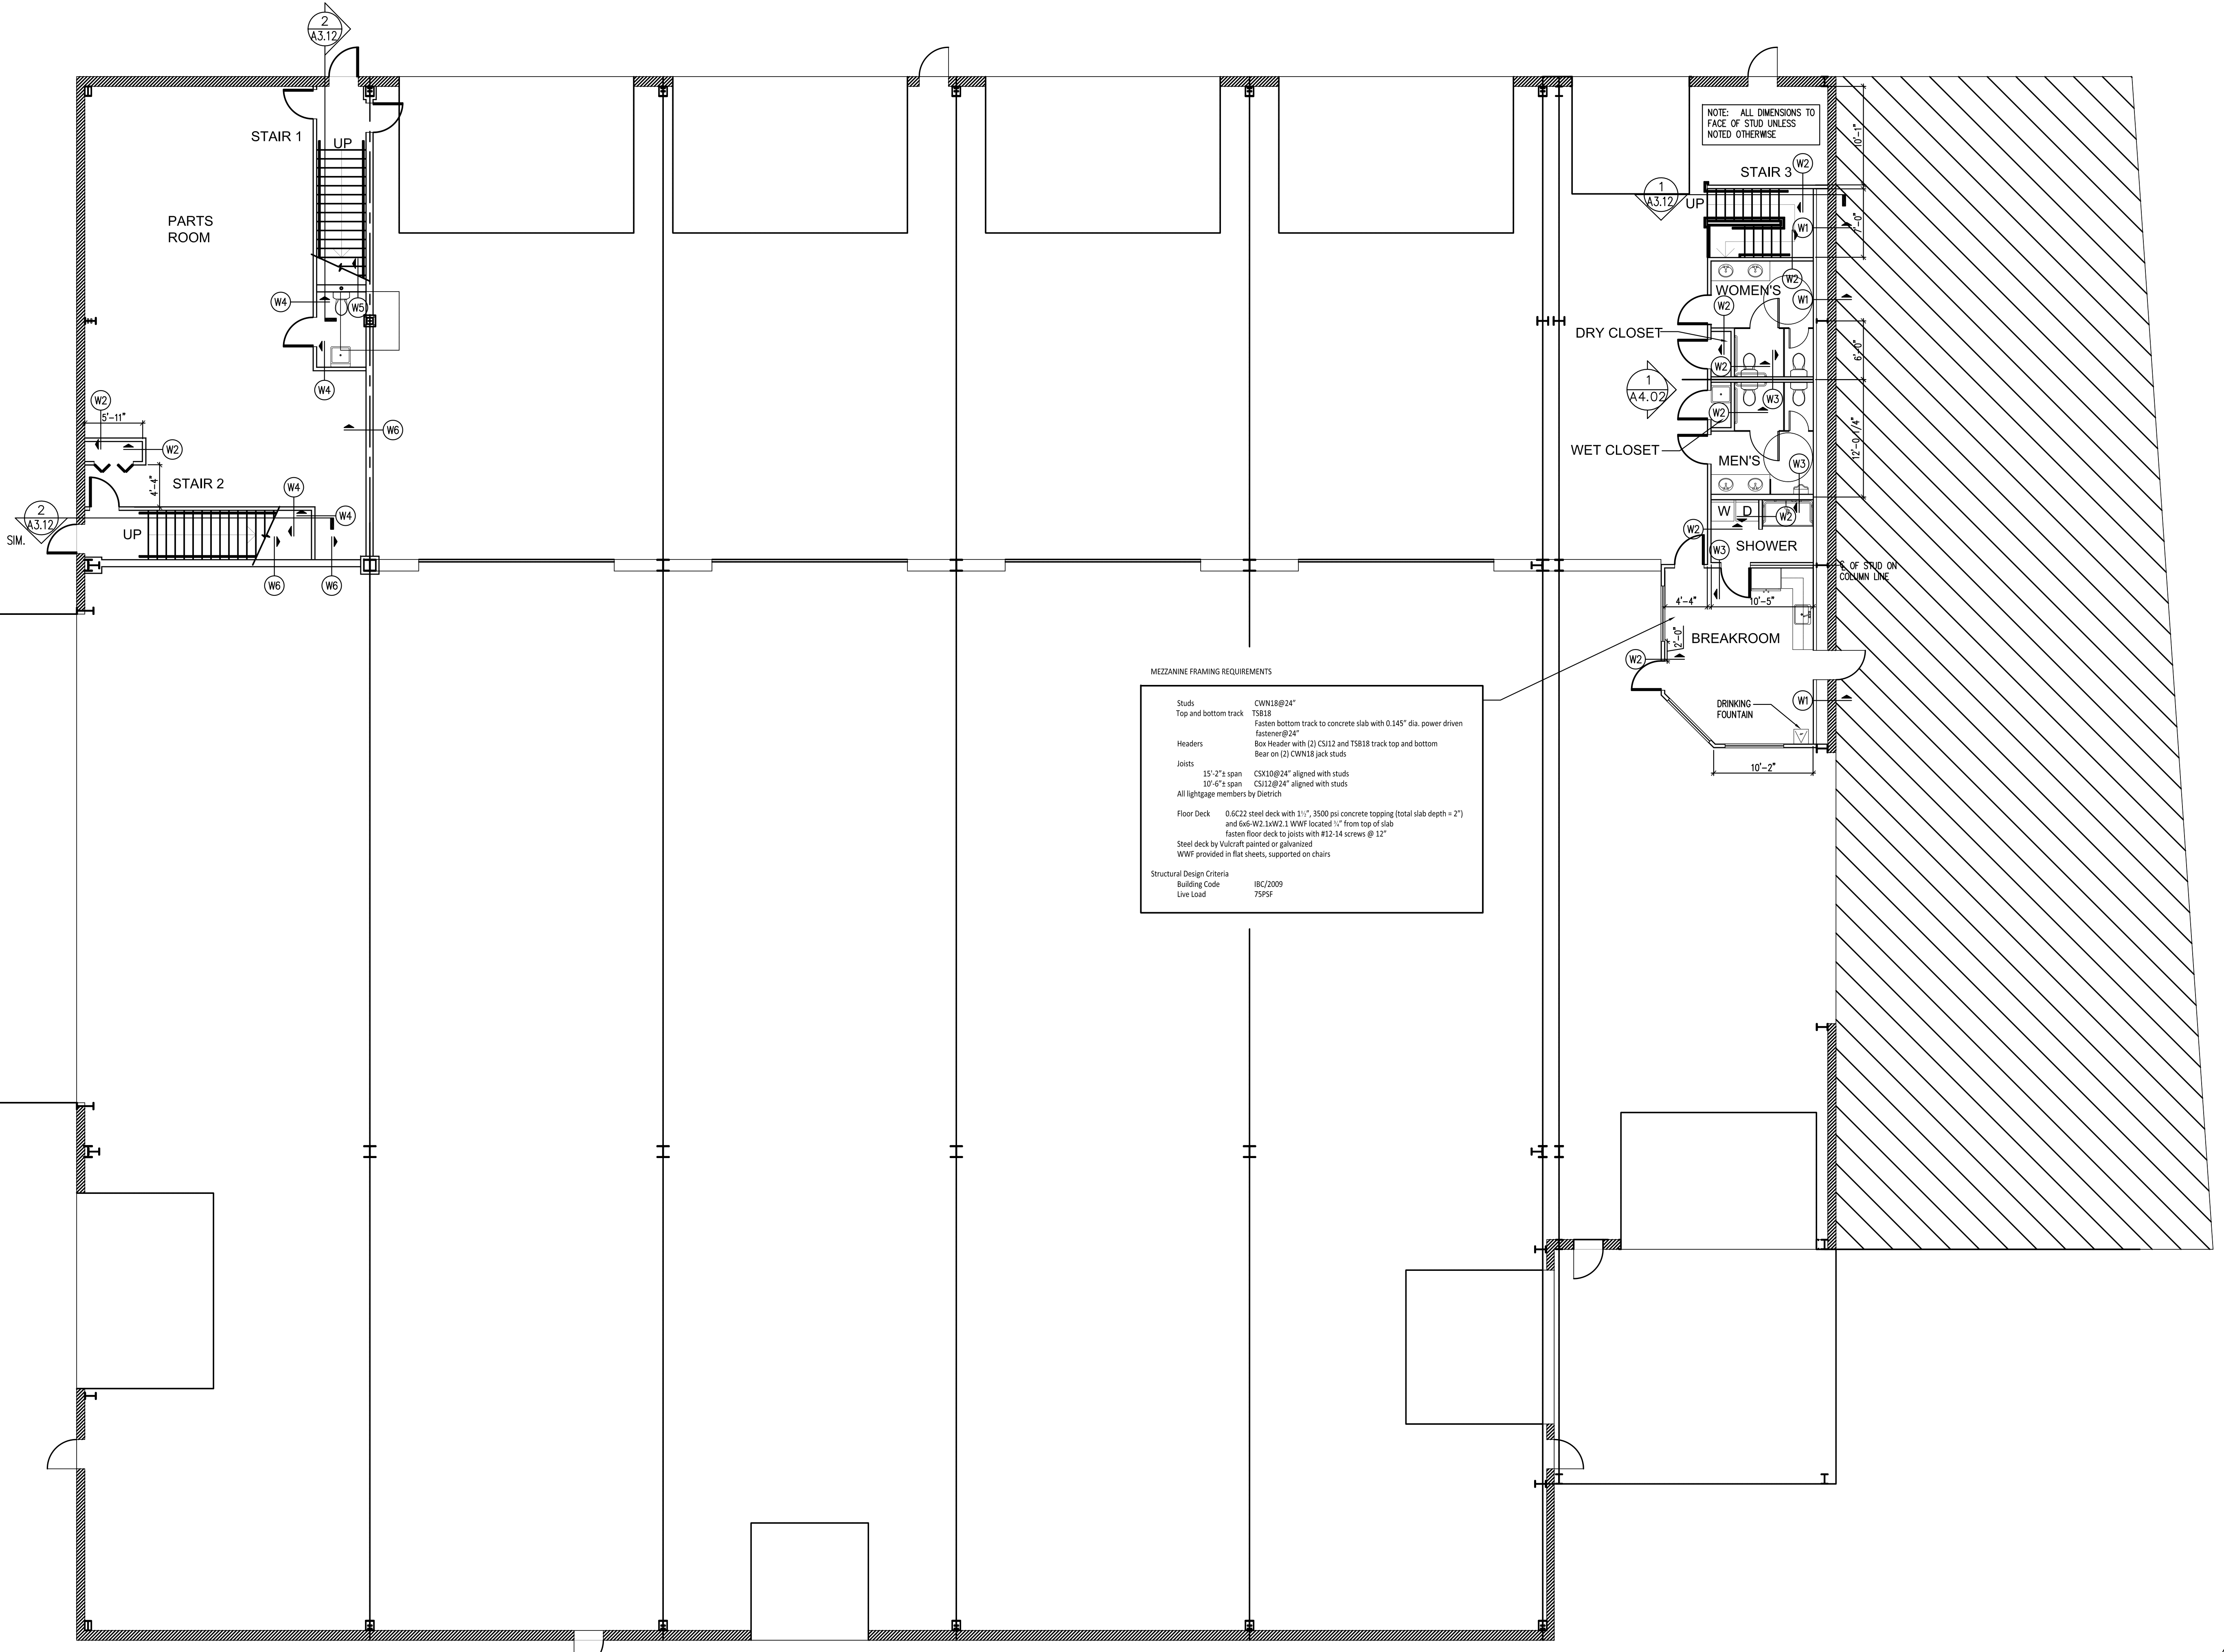 2
A3.12
NOTE: ALL DIMENSIONS TO
FACE OF STUD UNLESS
NOTED OTHERWISE
10'-1"
STAIR 1
UP
PARTS
ROOM
W4
W5
W4
W6
W2
5'-11"
W2
4'-4"
STAIR 2
W4
W4
2
A3.12
SIM.
UP
W6
W6
STAIR 3
W2
1
A3.12
UP
W1
7'-0"
W2
WOMEN'S
W2
W1
DRY CLOSET
6'-0"
W2
1
A4.02
W3
W2
12'-0 1/4"
WET CLOSET
MEN'S
W3
W D
W2
W2
W3
SHOWER
℄ OF STUD ON
COLUMN LINE
4'-4"
10'-5"
2'-0"
BREAKROOM
W2
DRINKING
FOUNTAIN
W1
10'-2"
MEZZANINE FRAMING REQUIREMENTS
Studs CWN18@24"
Top and bottom track TSB18
Fasten bottom track to concrete slab with 0.145" dia. power driven
fastener@24"
Headers Box Header with (2) CSJ12 and TSB18 track top and bottom
Bear on (2) CWN18 jack studs
Joists
15'-2"± span CSX10@24" aligned with studs
10'-6"± span CSJ12@24" aligned with studs
All lightgage members by Dietrich
Floor Deck 0.6C22 steel deck with 1½", 3500 psi concrete topping (total slab depth = 2")
and 6x6-W2.1xW2.1 WWF located ¾" from top of slab
fasten floor deck to joists with #12-14 screws @ 12"
Steel deck by Vulcraft painted or galvanized
WWF provided in flat sheets, supported on chairs
Structural Design Criteria
Building Code IBC/2009
Live Load 75PSF